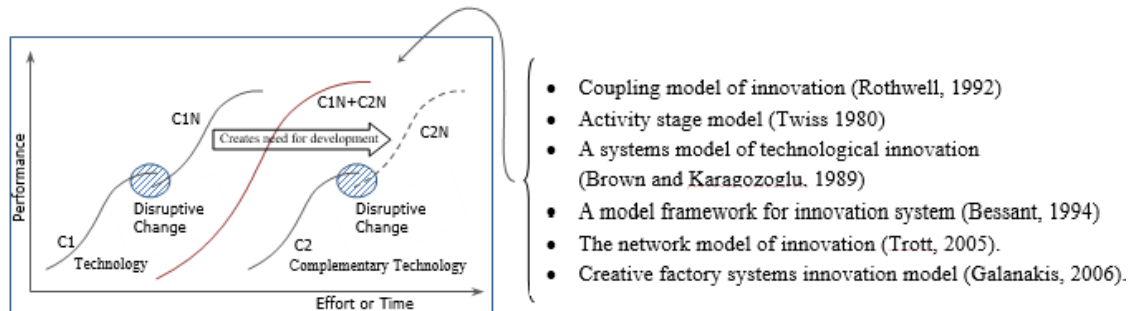 Performance
C1N
C1N+C2N
C2N
Creates need for development
Disruptive
Change
Disruptive
Change
C1
Technology
C2
Complementary Technology
Effort or Time
• Coupling model of innovation (Rothwell, 1992)
• Activity stage model (Twiss 1980)
• A systems model of technological innovation
(Brown and Karagozoglu, 1989)
• A model framework for innovation system (Bessant, 1994)
• The network model of innovation (Trott, 2005).
• Creative factory systems innovation model (Galanakis, 2006).